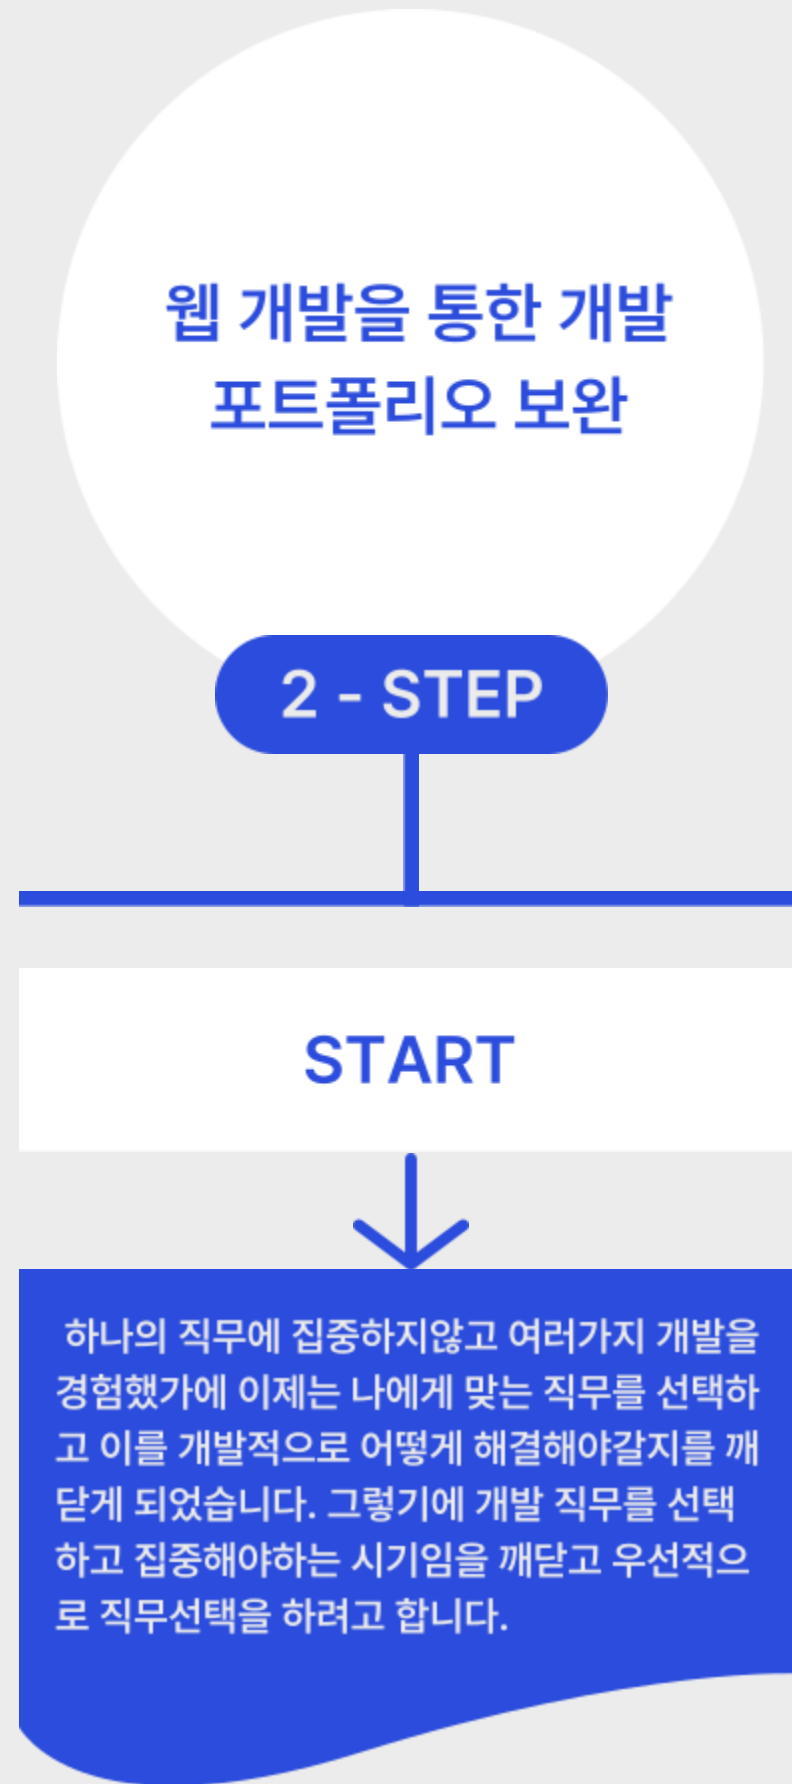 웹 개발을 통한 개발
포트폴리오 보완
2 - STEP
START
하나의 직무에 집중하지않고 여러가지 개발을
경험했가에 이제는 나에게 맞는 직무를 선택하
고 이를 개발적으로 어떻게 해결해야갈지를 깨
닫게 되었습니다. 그렇기에 개발 직무를 선택
하고 집중해야하는 시기임을 깨닫고 우선적으
로 직무선택을 하려고 합니다.